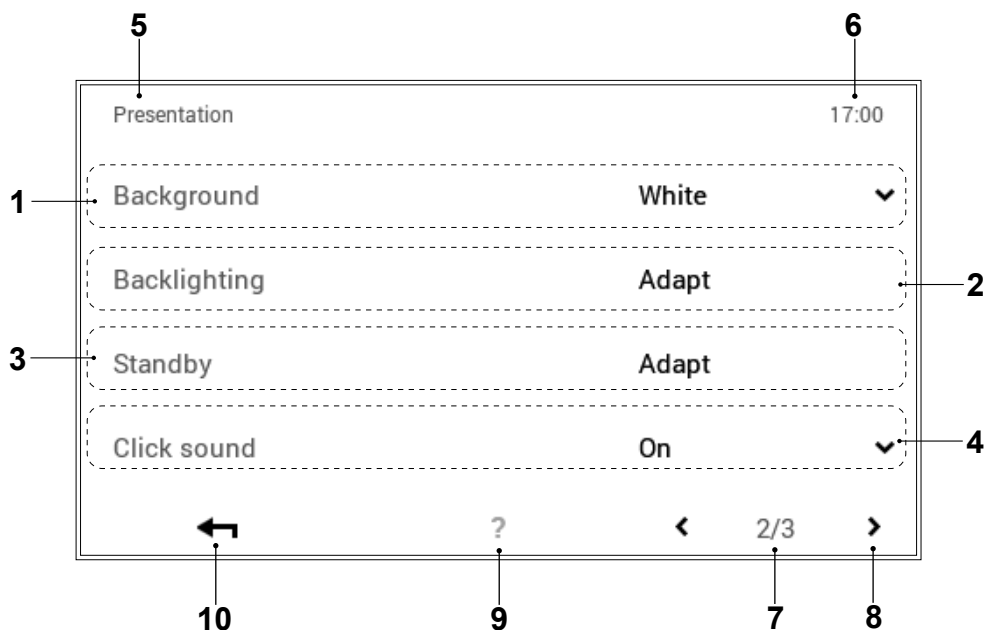 5 6
Presentation 17:00
1 Background White
Backlighting Adapt 2
3 Standby Adapt
Click sound On 4
? 2/3
10 9 7 8